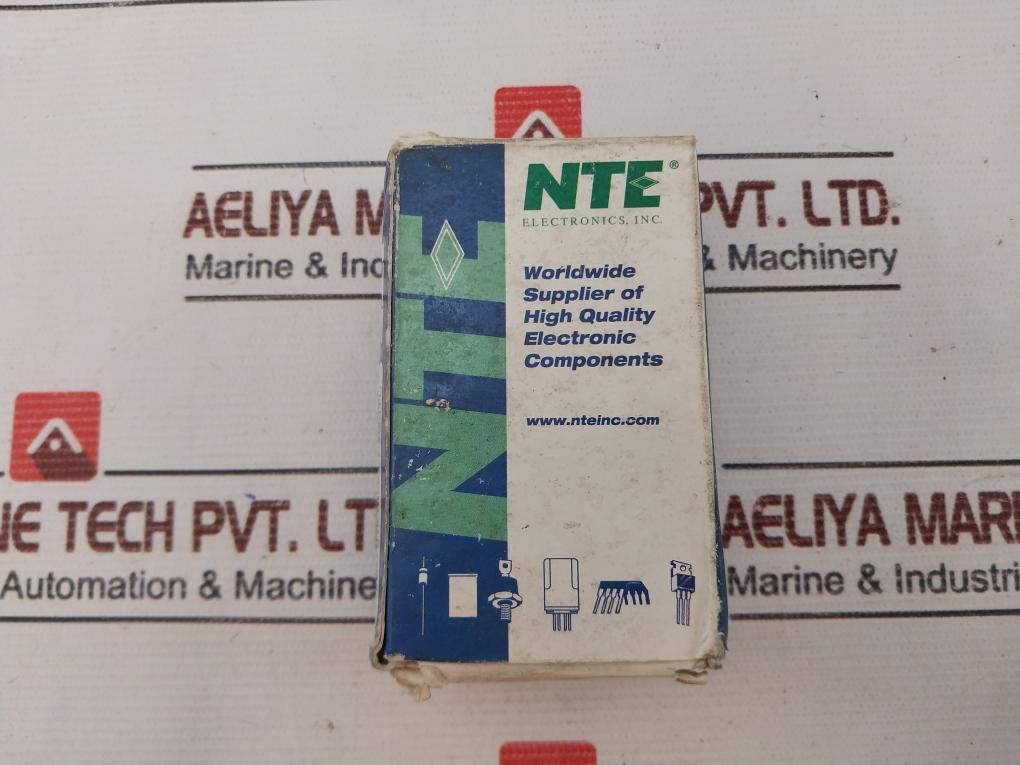 AELIYA M PVT. LTD.
Marine & Ind & Machinery
NTE®
ELECTRONICS, INC.
Worldwide
Supplier of
High Quality
Electronic
Components
www.nteinc.com
NTE
NE TECH PVT. LT
Automation & Machine
AELIYA MARI
Marine & Industri